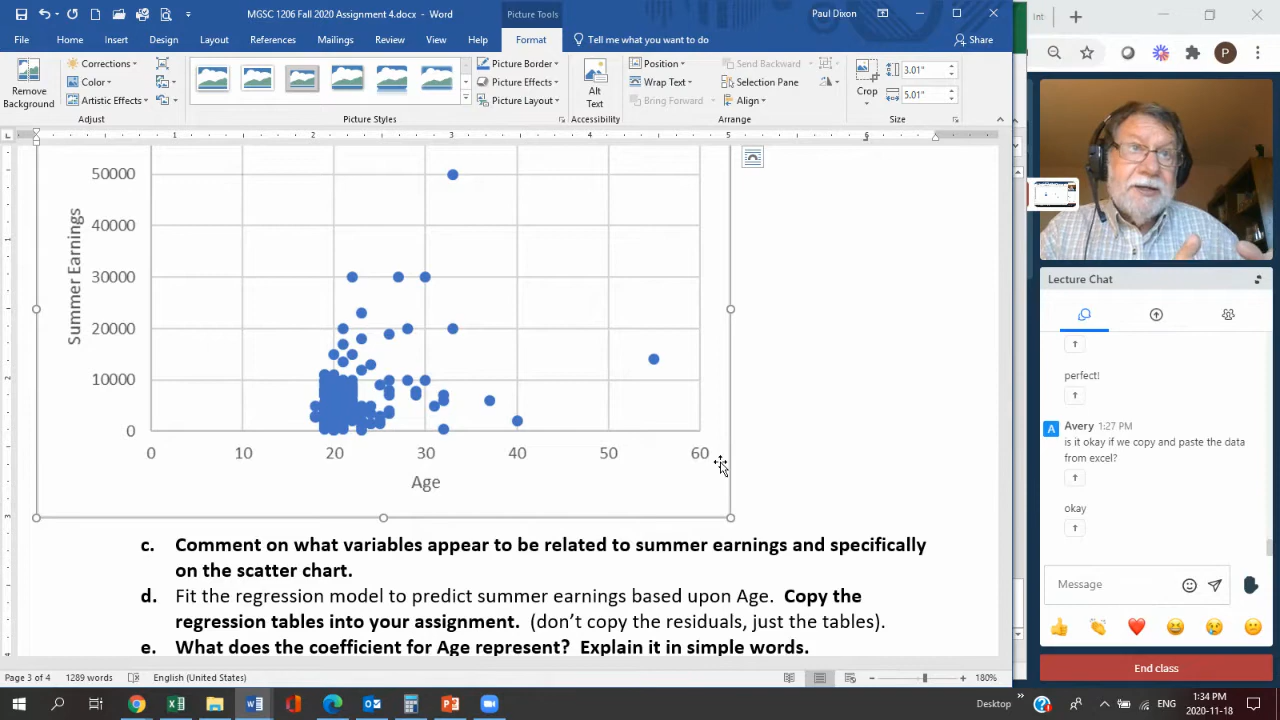 MGSC 1206 Fall 2020 Assignment 4.docx - Word
Picture Tools
Paul Dixon
File Home Insert Design Layout References Mailings Review View Help Format Tell me what you want to do Share
Remove Background
Corrections
Color
Artistic Effects
Adjust
Picture Styles
Picture Border
Picture Effects
Picture Layout
Alt Text
Accessibility
Position
Wrap Text
Bring Forward
Send Backward
Selection Pane
Align
Arrange
Crop
3.01"
5.01"
Size
1 2 3 4 5 6
Summer Earnings
50000
40000
30000
20000
10000
0
0 10 20 30 40 50 60
Age
c. Comment on what variables appear to be related to summer earnings and specifically
on the scatter chart.
d. Fit the regression model to predict summer earnings based upon Age. Copy the
regression tables into your assignment. (don't copy the residuals, just the tables).
e. What does the coefficient for Age represent? Explain it in simple words.
Page 3 of 4 1289 words English (United States)
180%
Int
P
Lecture Chat
perfect!
A Avery 1:27 PM
is it okay if we copy and paste the data
from excel?
okay
Message
End class
Desktop
ENG
1:34 PM
2020-11-18